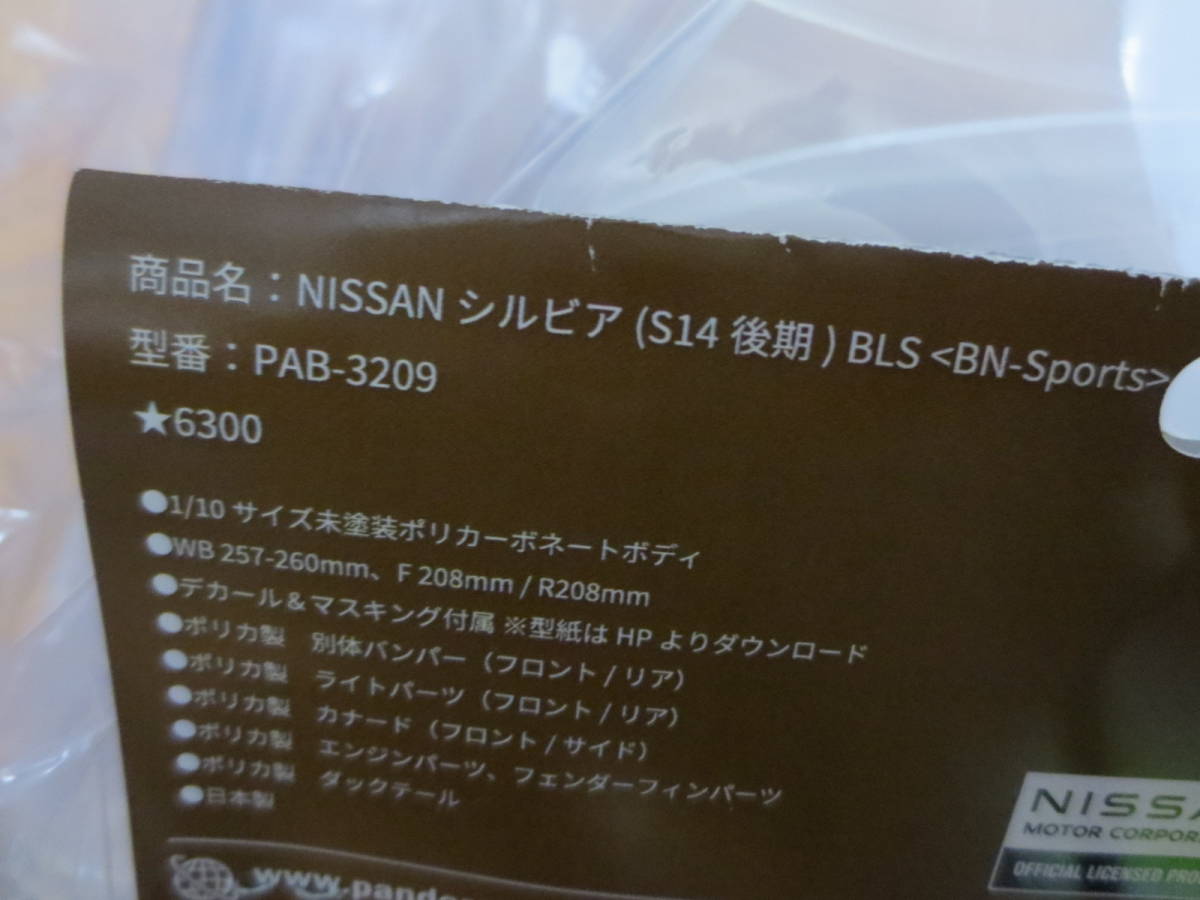 商品名：NISSAN シルビア (S14 後期 ) BLS <BN-Sports>
型番：PAB-3209
★6300
●1/10 サイズ未塗装ポリカーボネートボディ
●WB 257-260mm、F 208mm / R208mm
●デカール＆マスキング付属 ※型紙は HP よりダウンロード
●ポリカ製　別体バンパー（フロント / リア）
●ポリカ製　ライトパーツ（フロント / リア）
●ポリカ製　カナード（フロント / サイド）
●ポリカ製　エンジンパーツ、フェンダーフィンパーツ
●ポリカ製　ダックテール
●日本製
NISSA
MOTOR CORPOR
OFFICIAL LICENSED PRO
www.pando